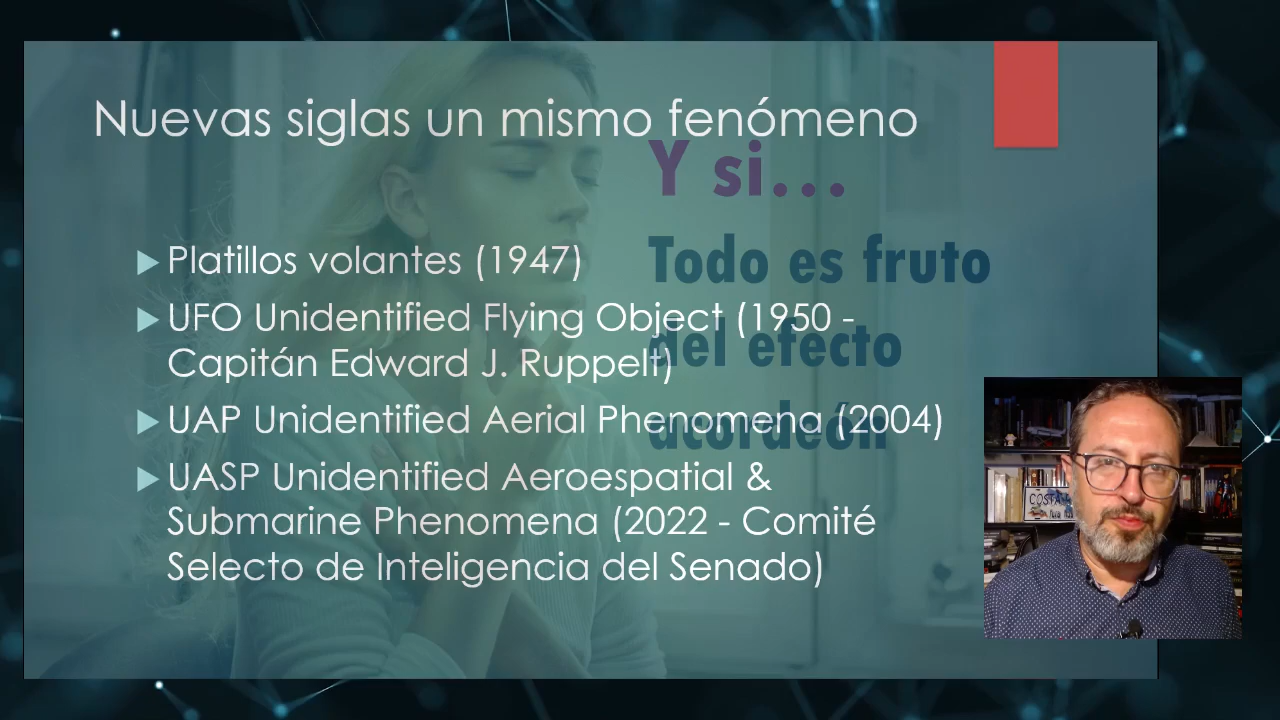 Nuevas siglas un mismo fenómeno
Y si...
Platillos volantes (1947)
Todo es fruto
UFO Unidentified Flying Object (1950 -
Capitán Edward J. Ruppelt)
del efecto
UAP Unidentified Aerial Phenomena (2004)
acordeón
UASP Unidentified Aeroespatial &
Submarine Phenomena (2022 - Comité
Selecto de Inteligencia del Senado)
COSTA